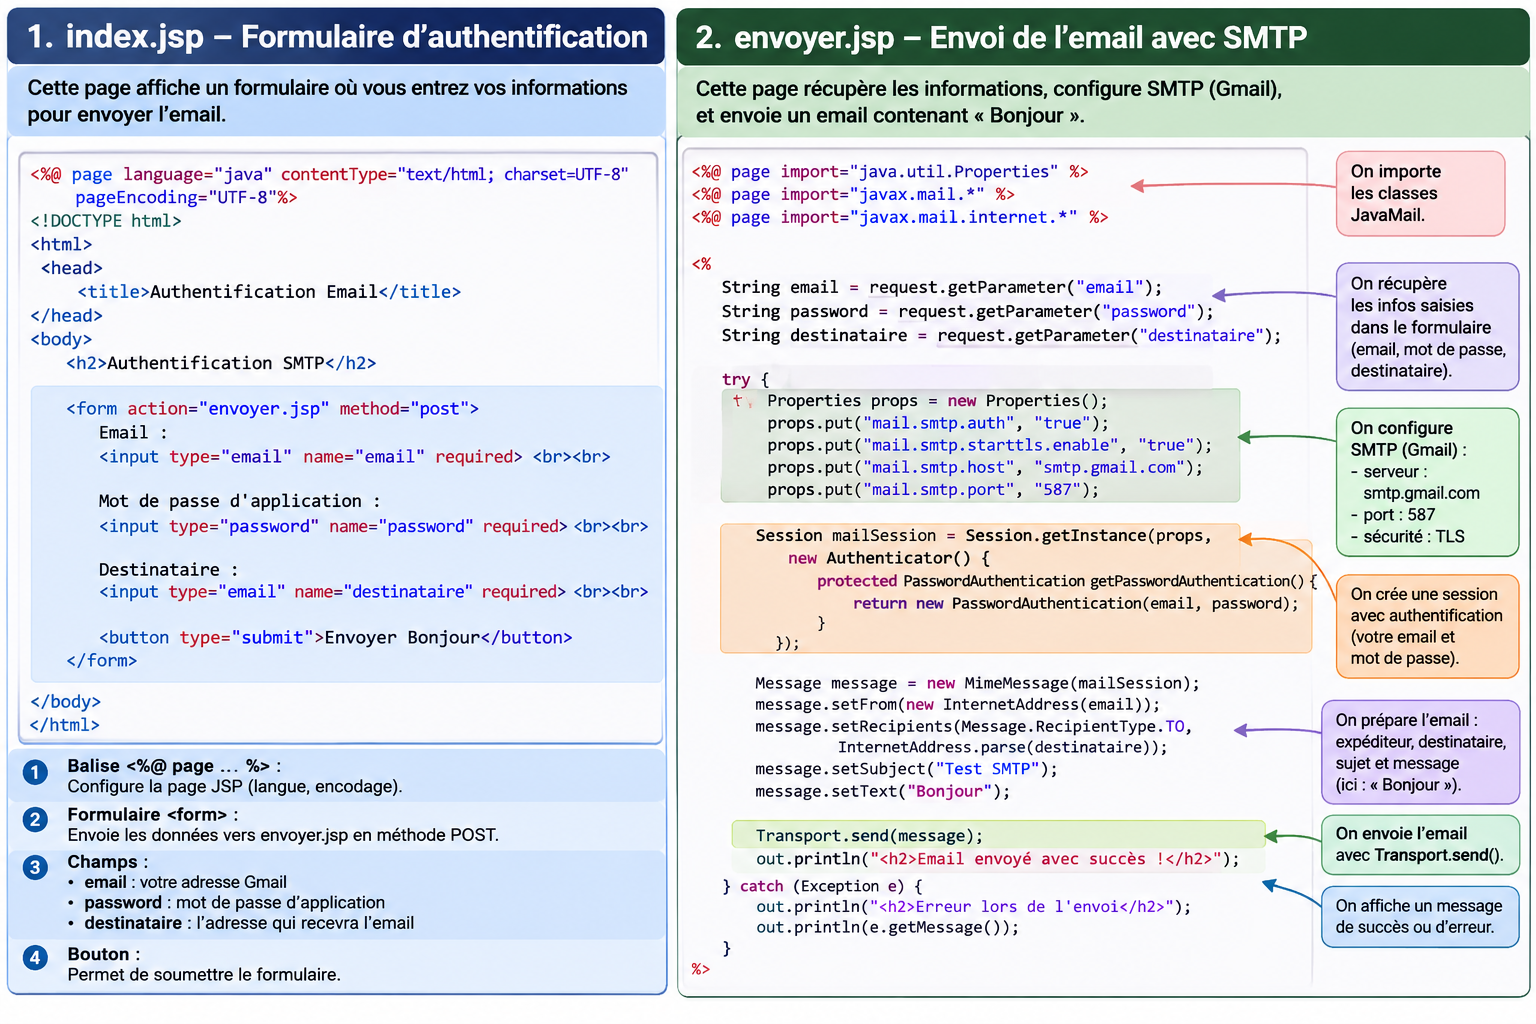 1. index.jsp – Formulaire d'authentification
Cette page affiche un formulaire où vous entrez vos informations
pour envoyer l'email.
<%@ page language="java" contentType="text/html; charset=UTF-8"
pageEncoding="UTF-8"%>
<!DOCTYPE html>
<html>
<head>
<title>Authentification Email</title>
</head>
<body>
<h2>Authentification SMTP</h2>
<form action="envoyer.jsp" method="post">
Email :
<input type="email" name="email" required> <br><br>
Mot de passe d'application :
<input type="password" name="password" required> <br><br>
Destinataire :
<input type="email" name="destinataire" required> <br><br>
<button type="submit">Envoyer Bonjour</button>
</form>
</body>
</html>
1 Balise <%@ page ... %> :
Configure la page JSP (langue, encodage).
2 Formulaire <form> :
Envoie les données vers envoyer.jsp en méthode POST.
3 Champs :
• email : votre adresse Gmail
• password : mot de passe d'application
• destinataire : l'adresse qui recevra l'email
4 Bouton :
Permet de soumettre le formulaire.
2. envoyer.jsp – Envoi de l'email avec SMTP
Cette page récupère les informations, configure SMTP (Gmail),
et envoie un email contenant « Bonjour ».
<%@ page import="java.util.Properties" %>
<%@ page import="javax.mail.*" %>
<%@ page import="javax.mail.internet.*" %>
<%
String email = request.getParameter("email");
String password = request.getParameter("password");
String destinataire = request.getParameter("destinataire");
try {
Properties props = new Properties();
props.put("mail.smtp.auth", "true");
props.put("mail.smtp.starttls.enable", "true");
props.put("mail.smtp.host", "smtp.gmail.com");
props.put("mail.smtp.port", "587");
Session mailSession = Session.getInstance(props,
new Authenticator() {
protected PasswordAuthentication getPasswordAuthentication() {
return new PasswordAuthentication(email, password);
}
});
Message message = new MimeMessage(mailSession);
message.setFrom(new InternetAddress(email));
message.setRecipients(Message.RecipientType.TO,
InternetAddress.parse(destinataire));
message.setSubject("Test SMTP");
message.setText("Bonjour");
Transport.send(message);
out.println("<h2>Email envoyé avec succès !</h2>");
} catch (Exception e) {
out.println("<h2>Erreur lors de l'envoi</h2>");
out.println(e.getMessage());
}
%>
On importe
les classes
JavaMail.
On récupère
les infos saisies
dans le formulaire
(email, mot de passe,
destinataire).
On configure
SMTP (Gmail) :
- serveur :
smtp.gmail.com
- port : 587
- sécurité : TLS
On crée une session
avec authentification
(votre email et
mot de passe).
On prépare l'email :
expéditeur, destinataire,
sujet et message
(ici : « Bonjour »).
On envoie l'email
avec Transport.send().
On affiche un message
de succès ou d'erreur.